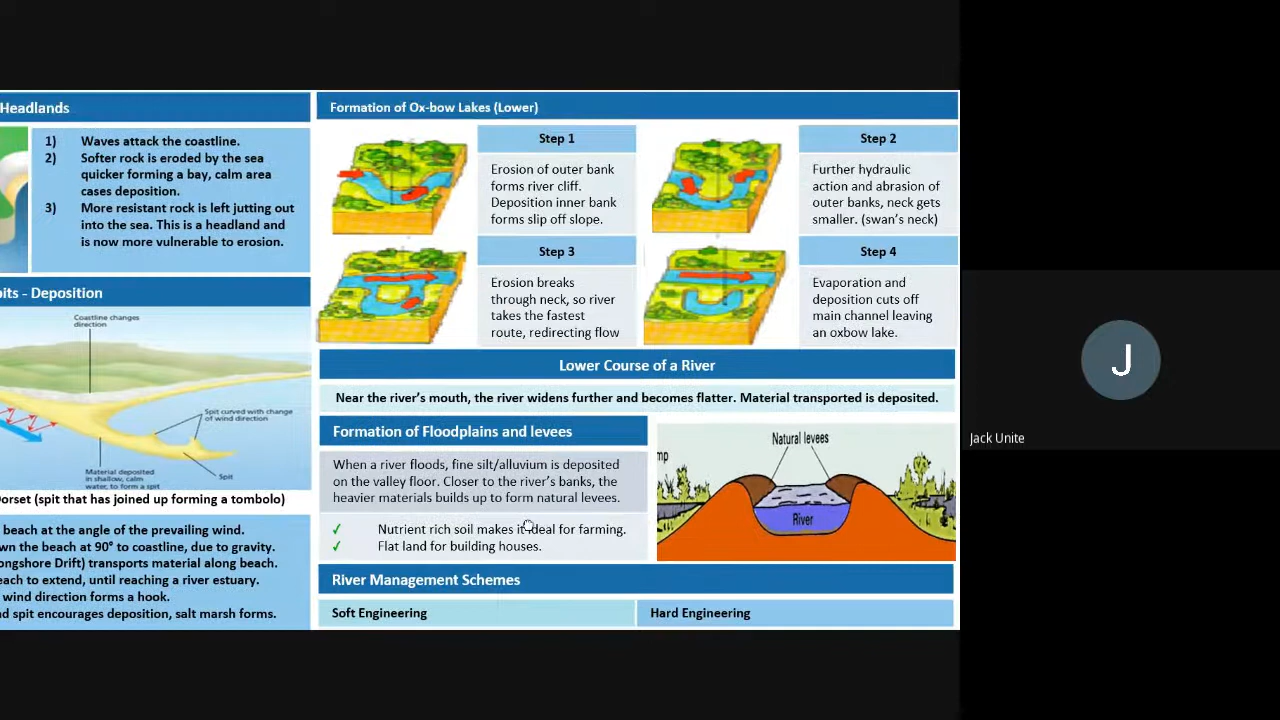 Headlands
1) Waves attack the coastline.
2) Softer rock is eroded by the sea
quicker forming a bay, calm area
cases deposition.
3) More resistant rock is left jutting out
into the sea. This is a headland and
is now more vulnerable to erosion.
pits - Deposition
Coastline changes
direction
Spit curved with change
of wind direction
Material deposited
in shallow, calm
water, to form a spit
Spit
Dorset (spit that has joined up forming a tombolo)
beach at the angle of the prevailing wind.
wn the beach at 90° to coastline, due to gravity.
ongshore Drift) transports material along beach.
each to extend, until reaching a river estuary.
wind direction forms a hook.
nd spit encourages deposition, salt marsh forms.
Formation of Ox-bow Lakes (Lower)
Step 1
Erosion of outer bank
forms river cliff.
Deposition inner bank
forms slip off slope.
Step 2
Further hydraulic
action and abrasion of
outer banks, neck gets
smaller. (swan's neck)
Step 3
Erosion breaks
through neck, so river
takes the fastest
route, redirecting flow
Step 4
Evaporation and
deposition cuts off
main channel leaving
an oxbow lake.
Lower Course of a River
Near the river's mouth, the river widens further and becomes flatter. Material transported is deposited.
Formation of Floodplains and levees
When a river floods, fine silt/alluvium is deposited
on the valley floor. Closer to the river's banks, the
heavier materials builds up to form natural levees.
✓ Nutrient rich soil makes it ideal for farming.
✓ Flat land for building houses.
Natural levees
mp
River
River Management Schemes
Soft Engineering
Hard Engineering
J
Jack Unite